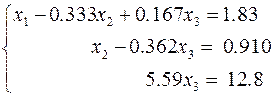 x₁ − 0.333x₂ + 0.167x₃ = 1.83
x₂ − 0.362x₃ = 0.910
5.59x₃ = 12.8